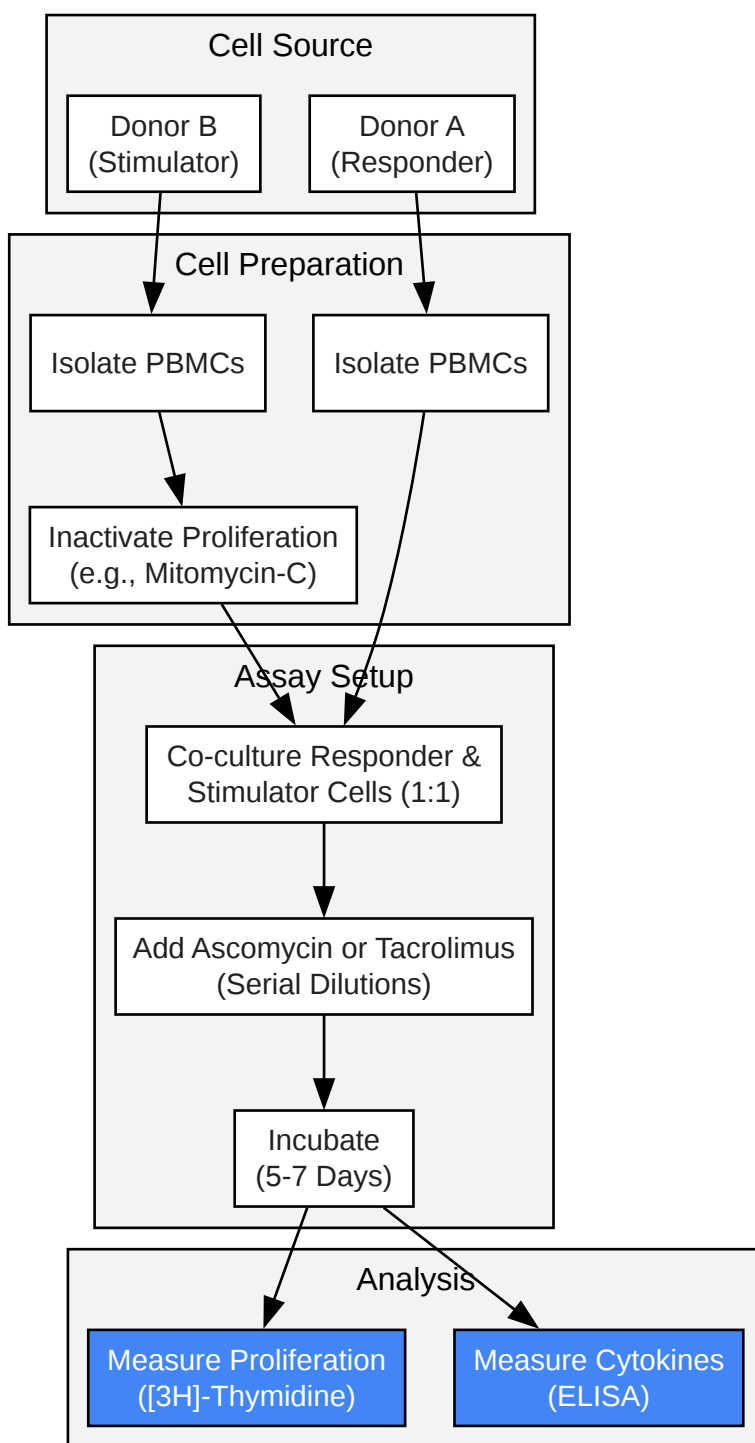 Cell Source
Donor B
(Stimulator)
Donor A
(Responder)
Cell Preparation
Isolate PBMCs
Isolate PBMCs
Inactivate Proliferation
(e.g., Mitomycin-C)
Assay Setup
Co-culture Responder &
Stimulator Cells (1:1)
Add Ascomycin or Tacrolimus
(Serial Dilutions)
Incubate
(5-7 Days)
Analysis
Measure Proliferation
([3H]-Thymidine)
Measure Cytokines
(ELISA)